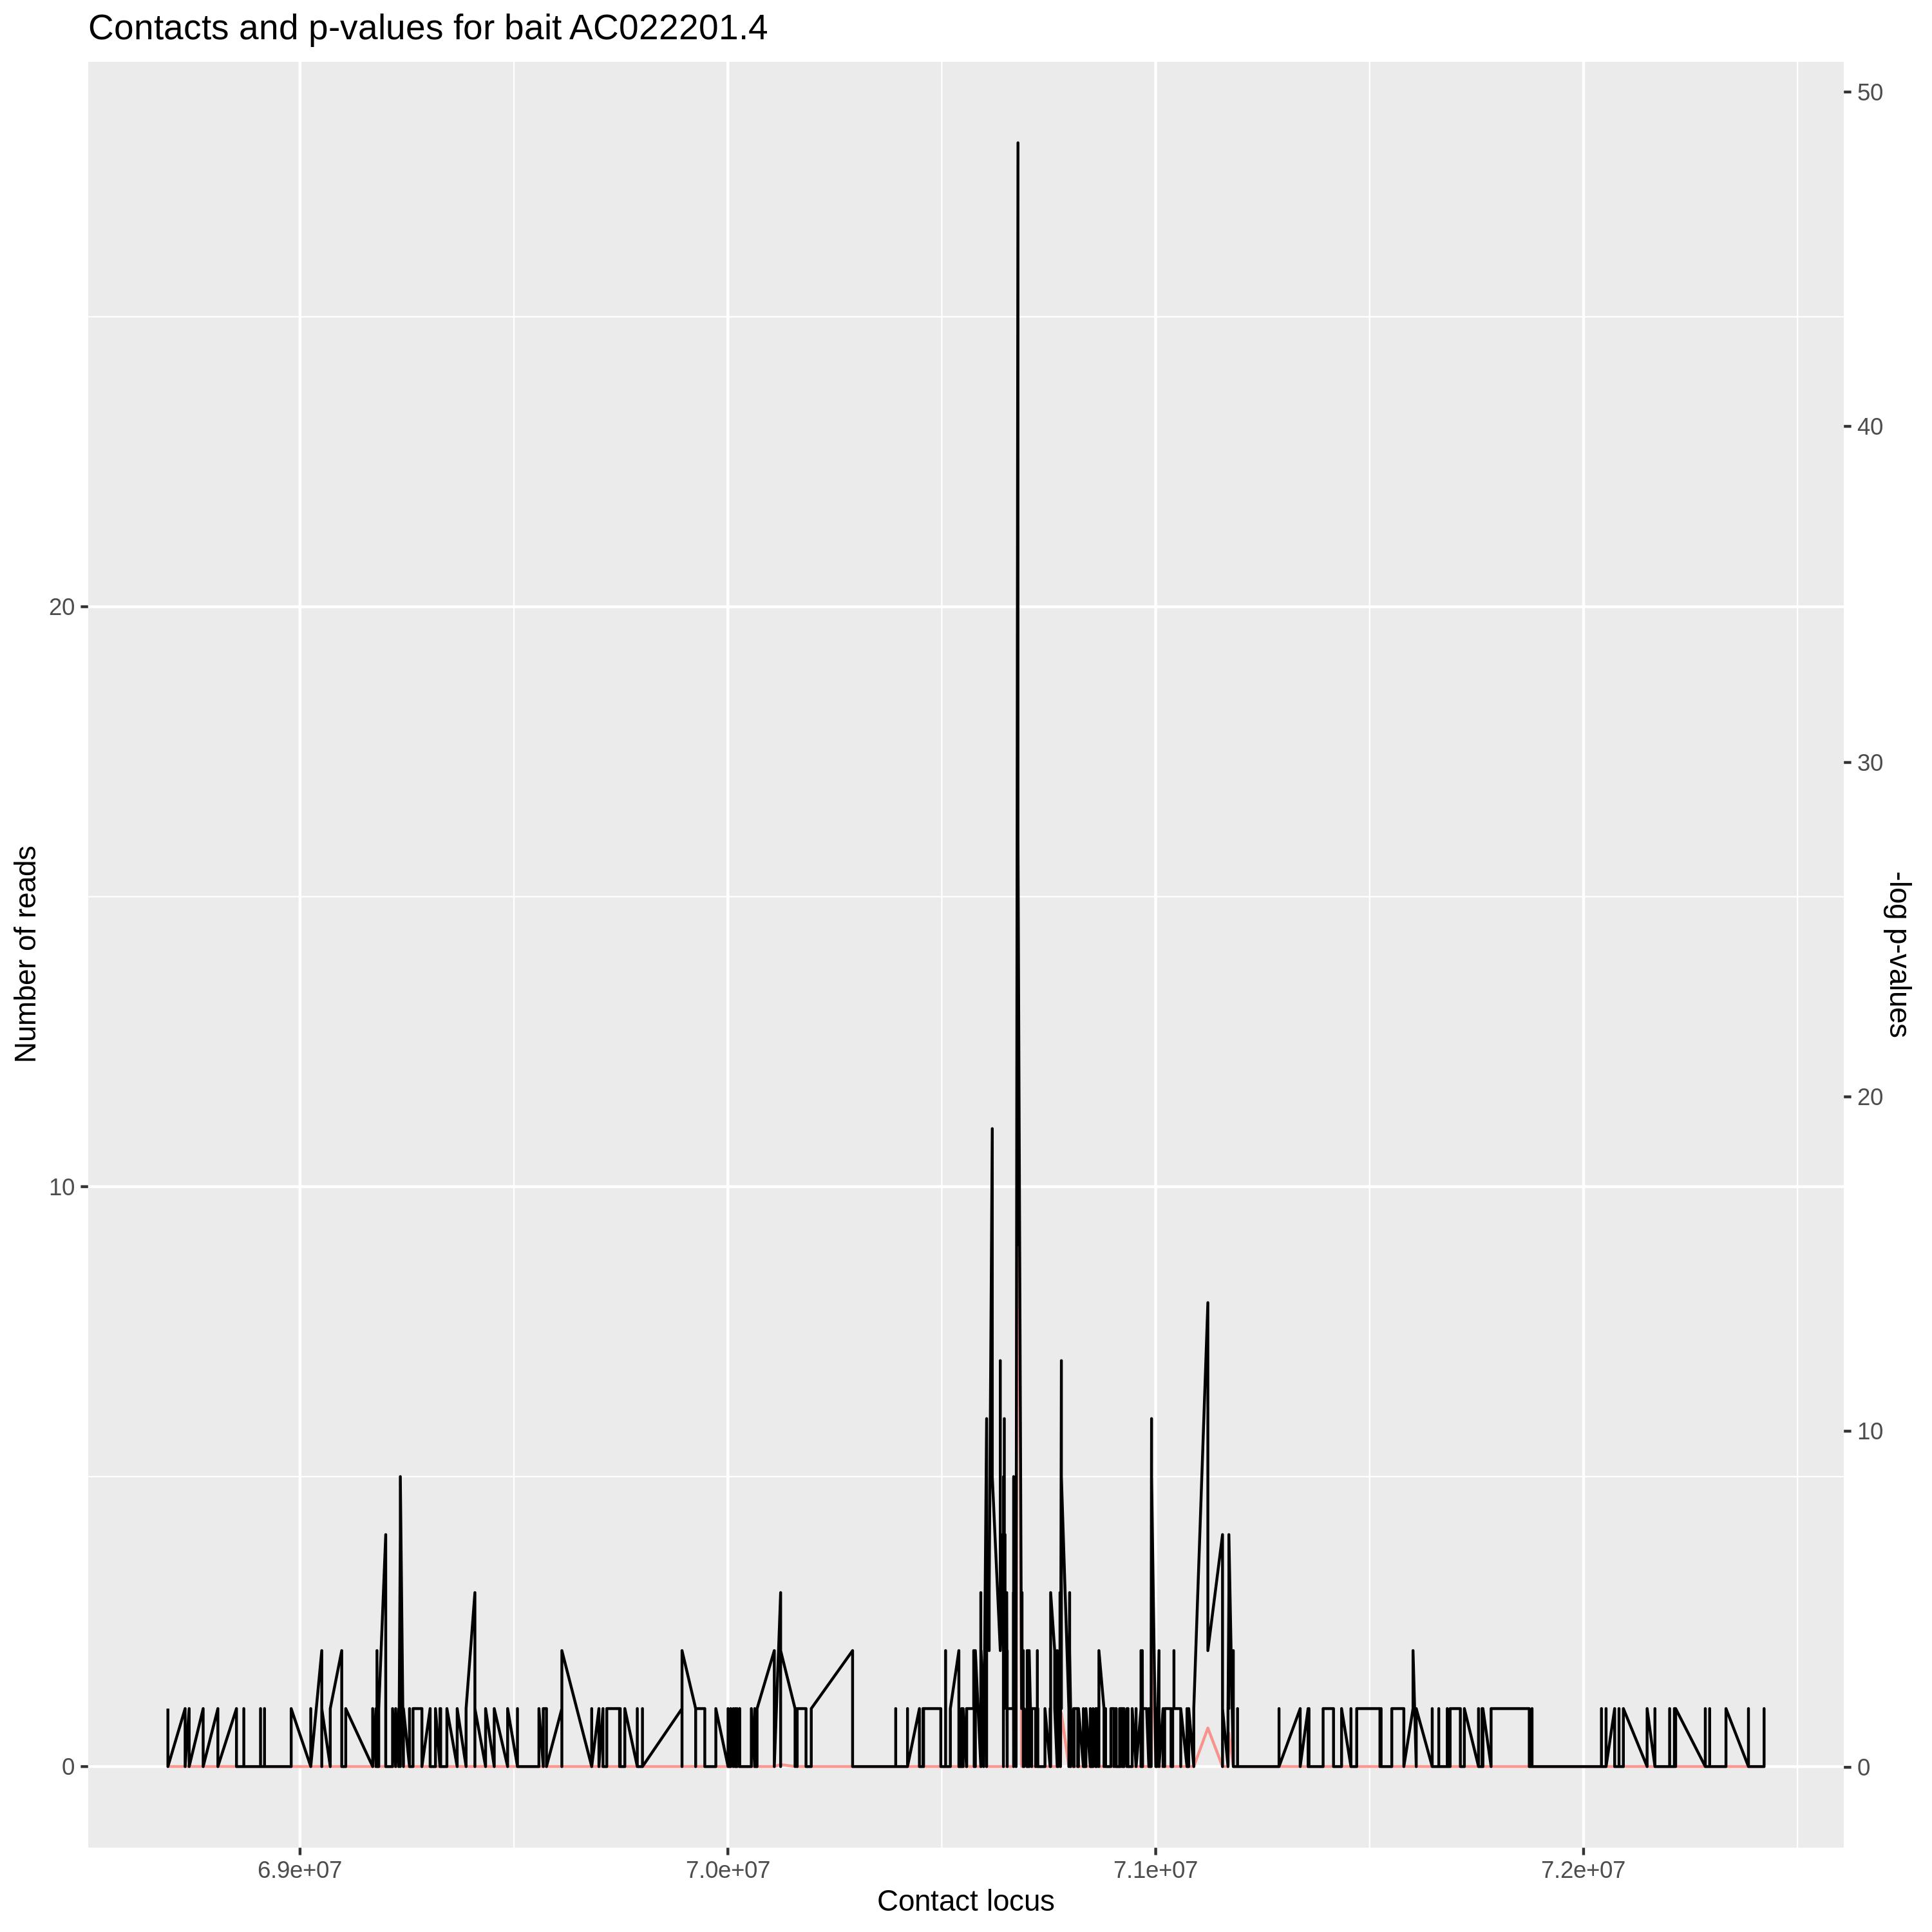 Contacts and p-values for bait AC022201.4
Number of reads
20
10
0
50
40
30
20
10
0
-log p-values
6.9e+07
7.0e+07
7.1e+07
7.2e+07
Contact locus